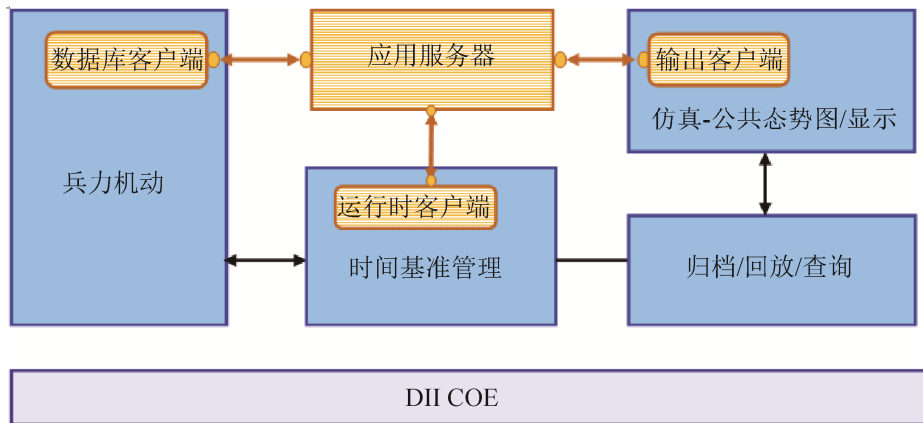 数据库客户端
应用服务器
输出客户端
仿真-公共态势图/显示
兵力机动
运行时客户端
时间基准管理
归档/回放/查询
DII COE